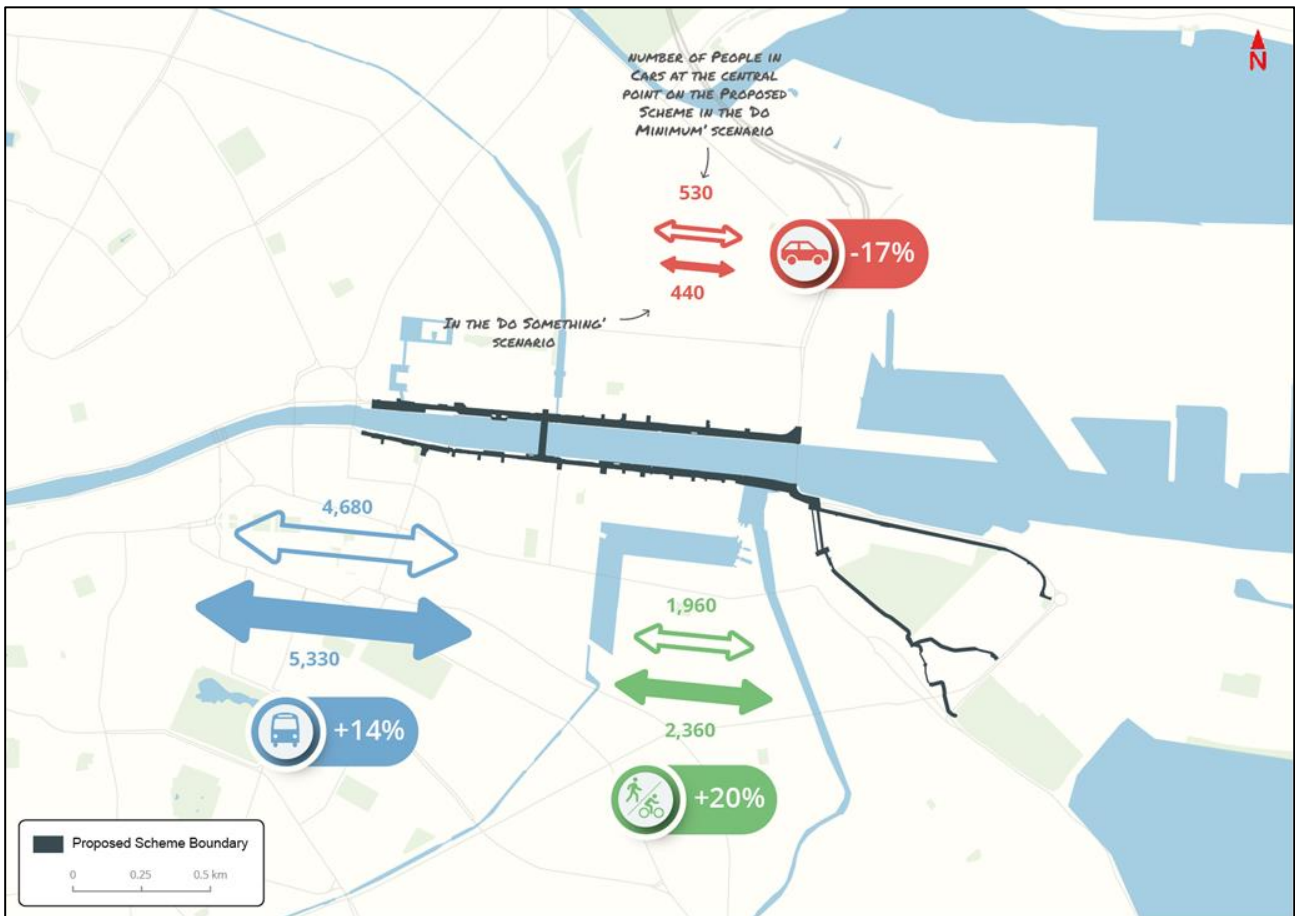 NUMBER OF PEOPLE IN
CARS AT THE CENTRAL
POINT ON THE PROPOSED
SCHEME IN THE 'DO
MINIMUM' SCENARIO
N
530
-17%
440
IN THE 'DO SOMETHING'
SCENARIO
4,680
5,330
+14%
1,960
2,360
+20%
Proposed Scheme Boundary
0 0.25 0.5 km